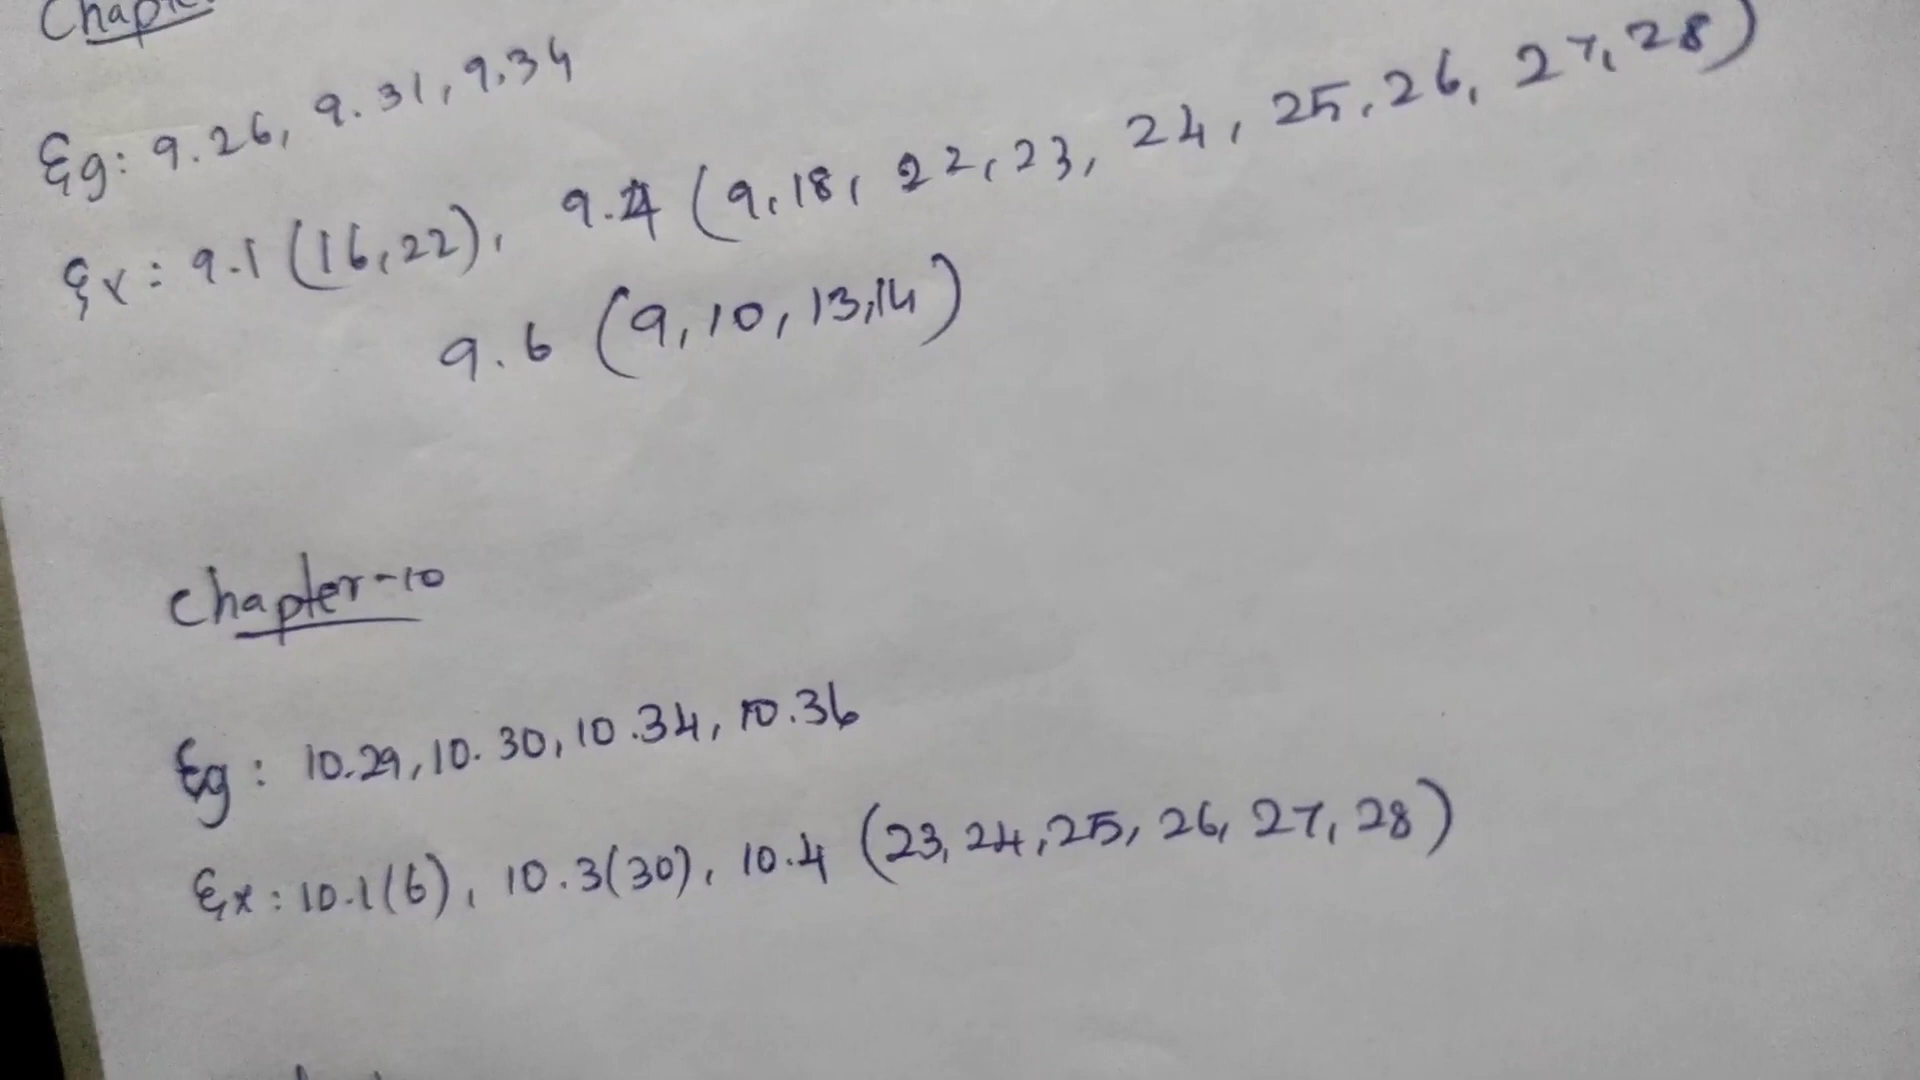 Chapte
Eg: 9.26, 9.31, 9.34
Ex: 9.1 (16,22), 9.4 (9,18, 22,23, 24, 25,26, 27,28)
9.6 (9,10,13,14)
Chapter-10
Eg: 10.29, 10.30, 10.34, 10.36
Ex: 10.1(6), 10.3(30), 10.4 (23,24,25,26,27,28)